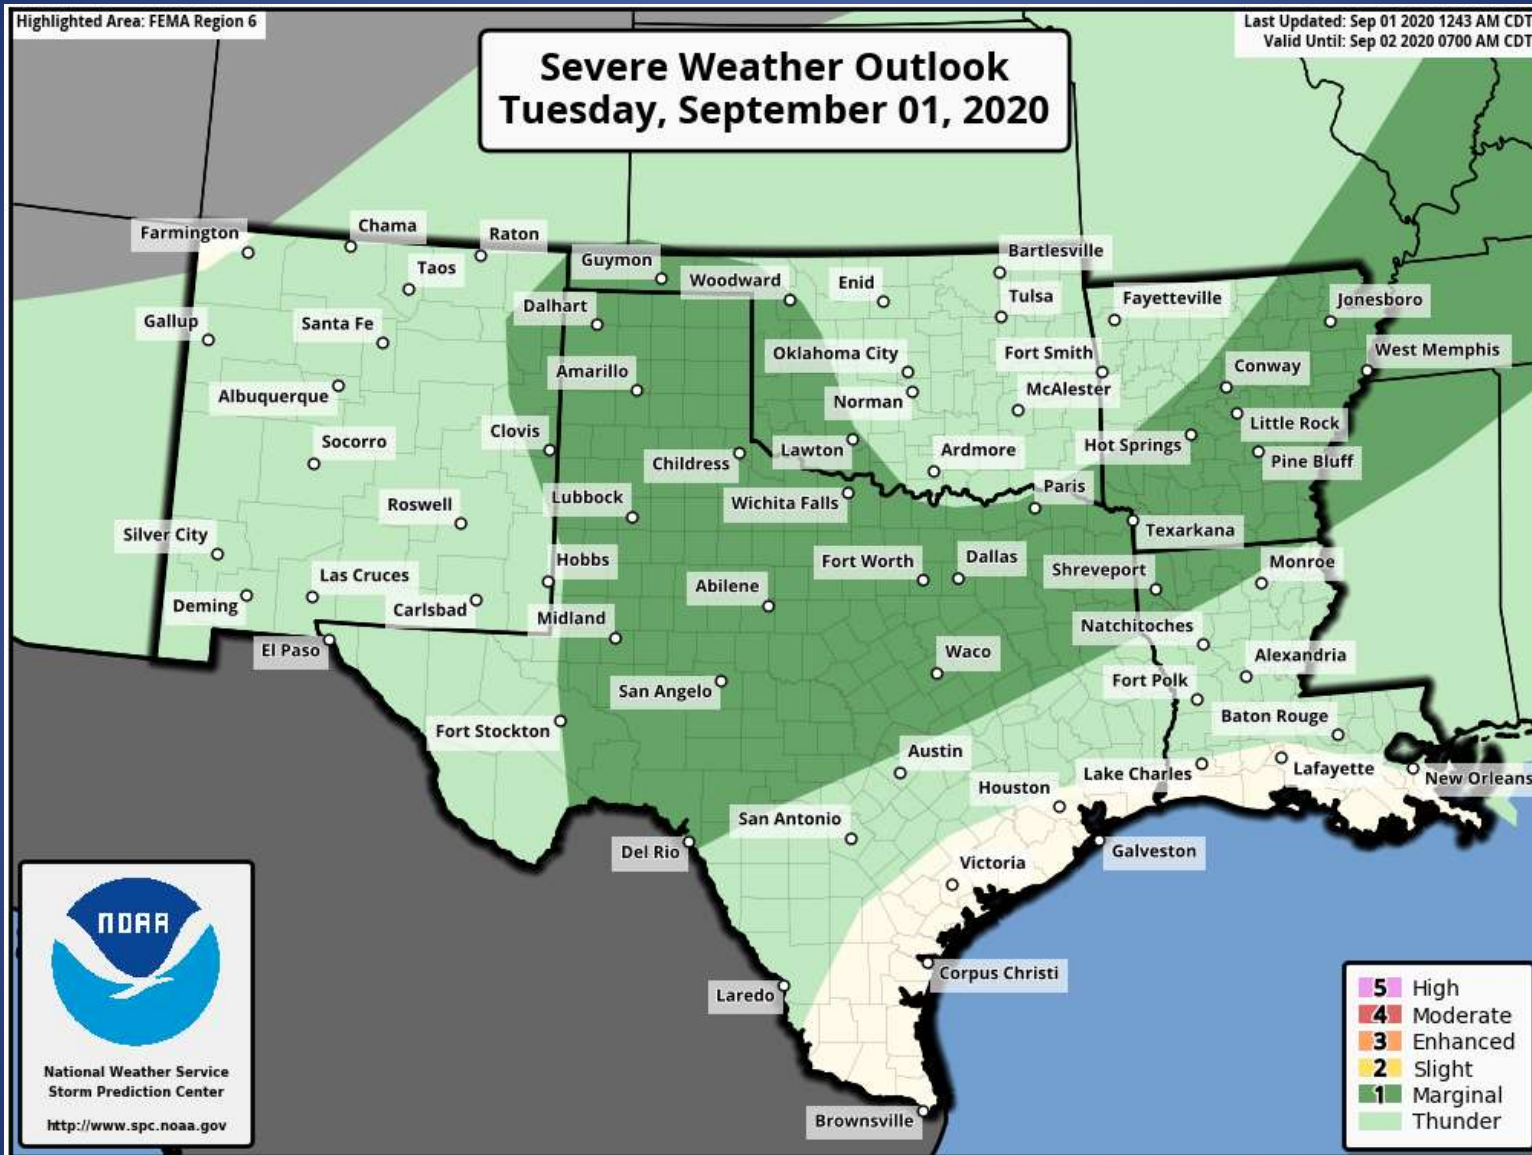 Highlighted Area: FEMA Region 6
Last Updated: Sep 01 2020 1243 AM CDT
Valid Until: Sep 02 2020 0700 AM CDT
Severe Weather Outlook
Tuesday, September 01, 2020
Farmington
Chama
Raton
Taos
Guymon
Woodward
Enid
Bartlesville
Tulsa
Fayetteville
Jonesboro
Dalhart
Gallup
Santa Fe
Oklahoma City
Fort Smith
West Memphis
Conway
Amarillo
Albuquerque
Norman
McAlester
Little Rock
Socorro
Clovis
Childress
Lawton
Ardmore
Hot Springs
Pine Bluff
Roswell
Lubbock
Wichita Falls
Paris
Texarkana
Silver City
Hobbs
Fort Worth
Dallas
Shreveport
Monroe
Las Cruces
Deming
Carlsbad
Abilene
Midland
Natchitoches
El Paso
Waco
Alexandria
San Angelo
Fort Polk
Fort Stockton
Baton Rouge
Austin
Lake Charles
Lafayette
New Orleans
Houston
San Antonio
Del Rio
Victoria
Galveston
Corpus Christi
Laredo
Brownsville
NOAA
National Weather Service
Storm Prediction Center
http://www.spc.noaa.gov
5 High
4 Moderate
3 Enhanced
2 Slight
1 Marginal
Thunder